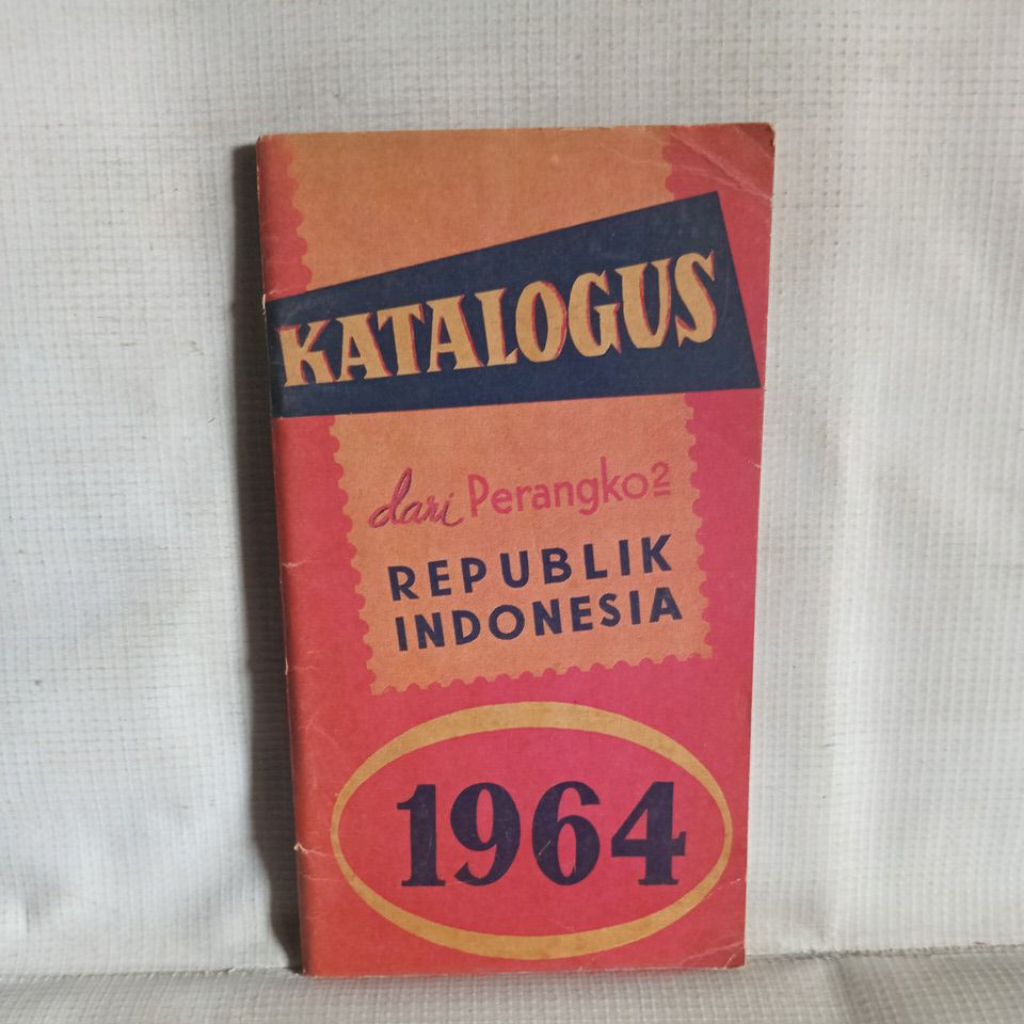 KATALOGUS
dari Perangko2
REPUBLIK
INDONESIA
1964